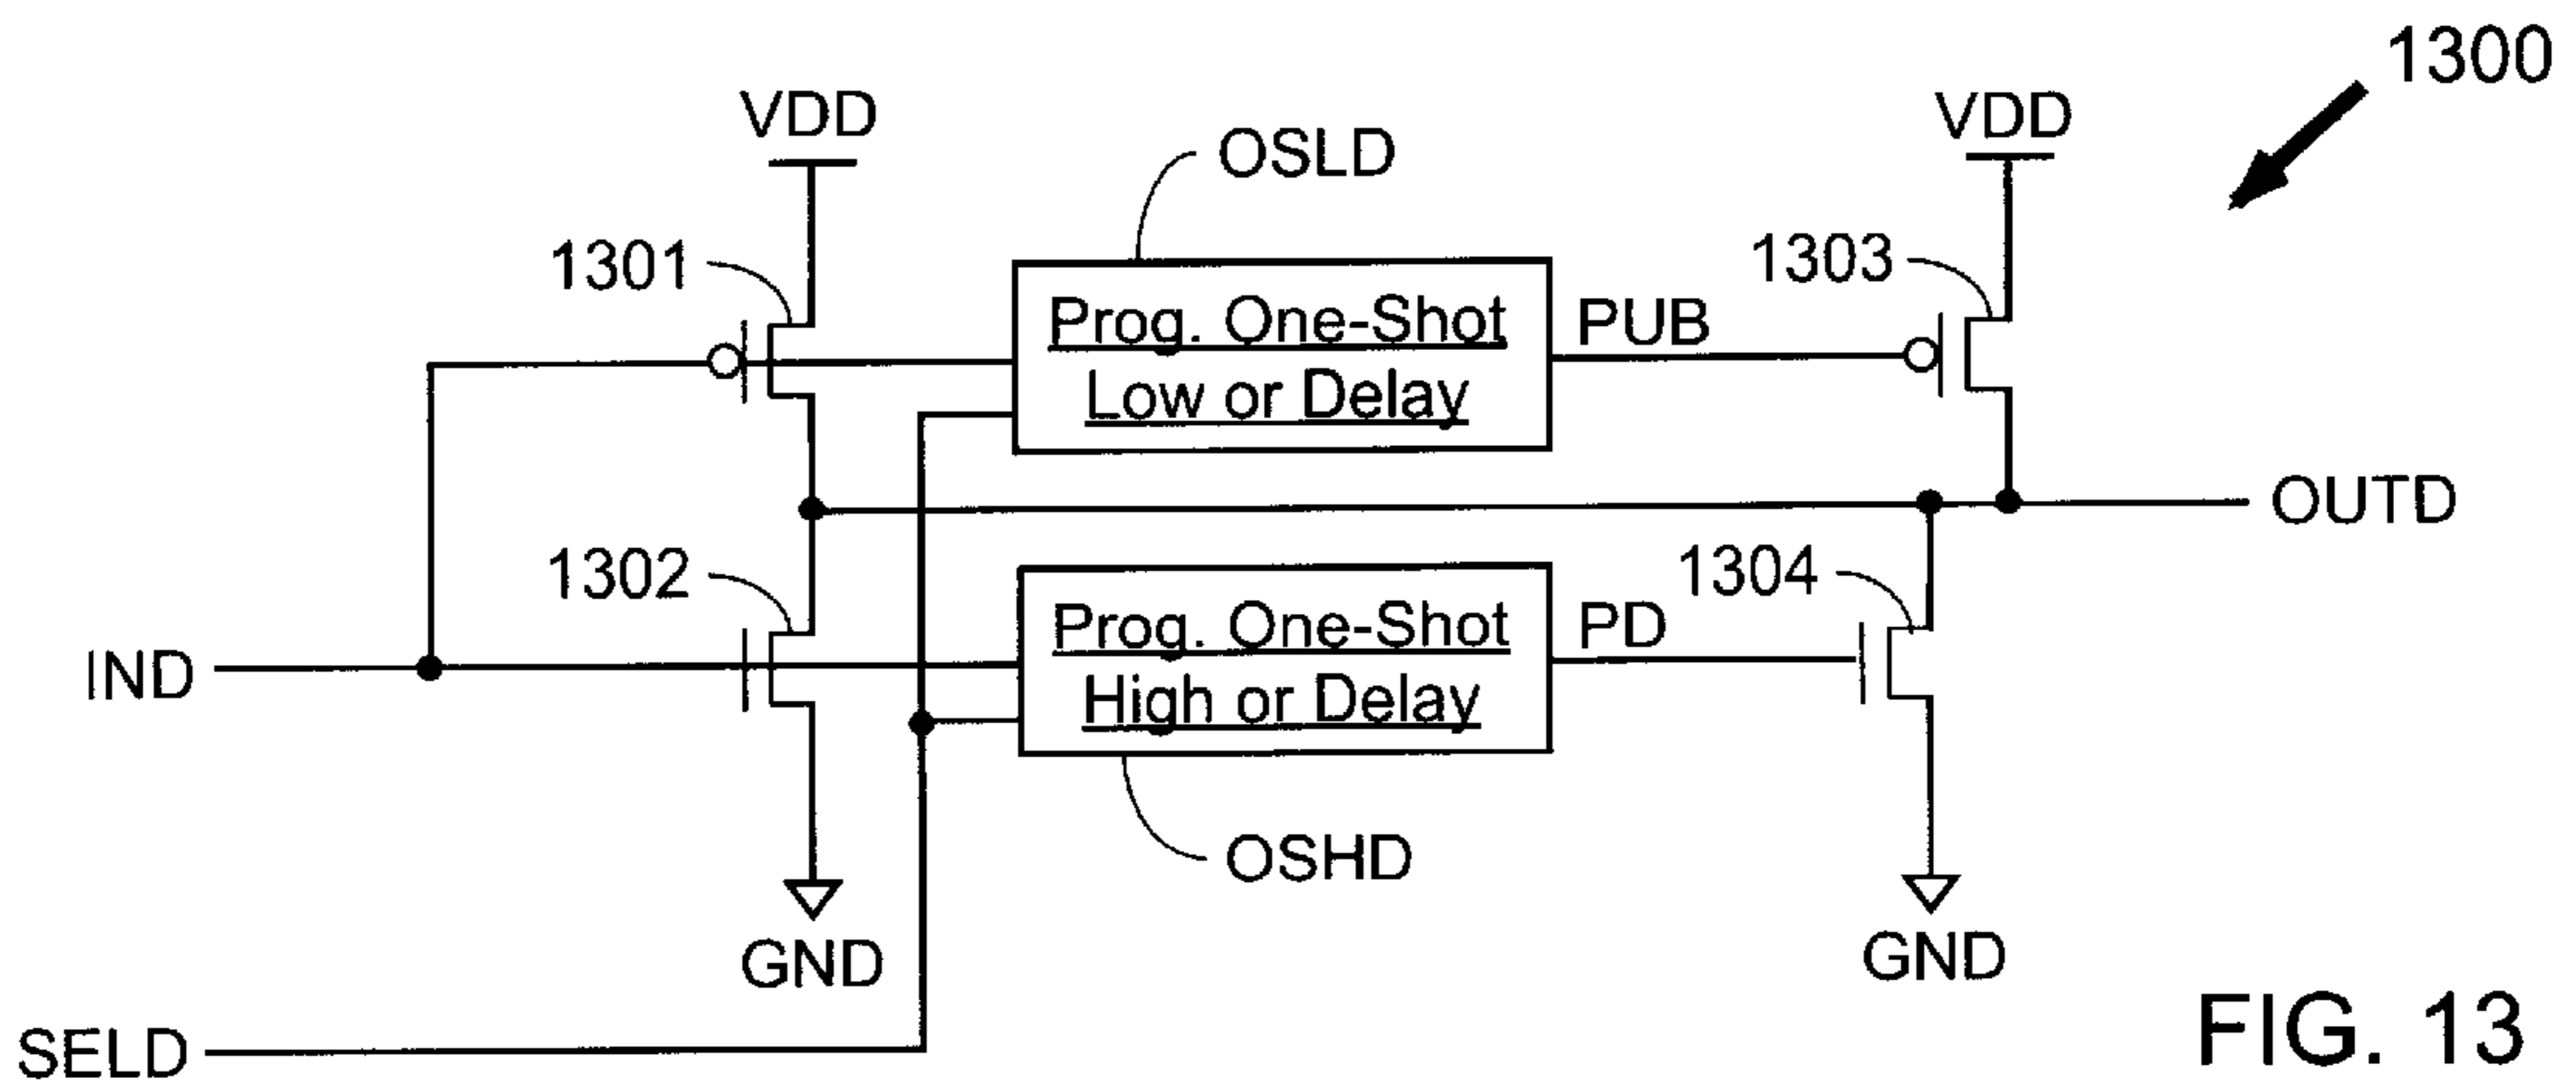 1300
VDD
VDD
OSLD
1301
1303
Prog. One-Shot
Low or Delay
PUB
OUTD
1302
1304
Prog. One-Shot
High or Delay
PD
IND
OSHD
GND
GND
SELD
FIG. 13